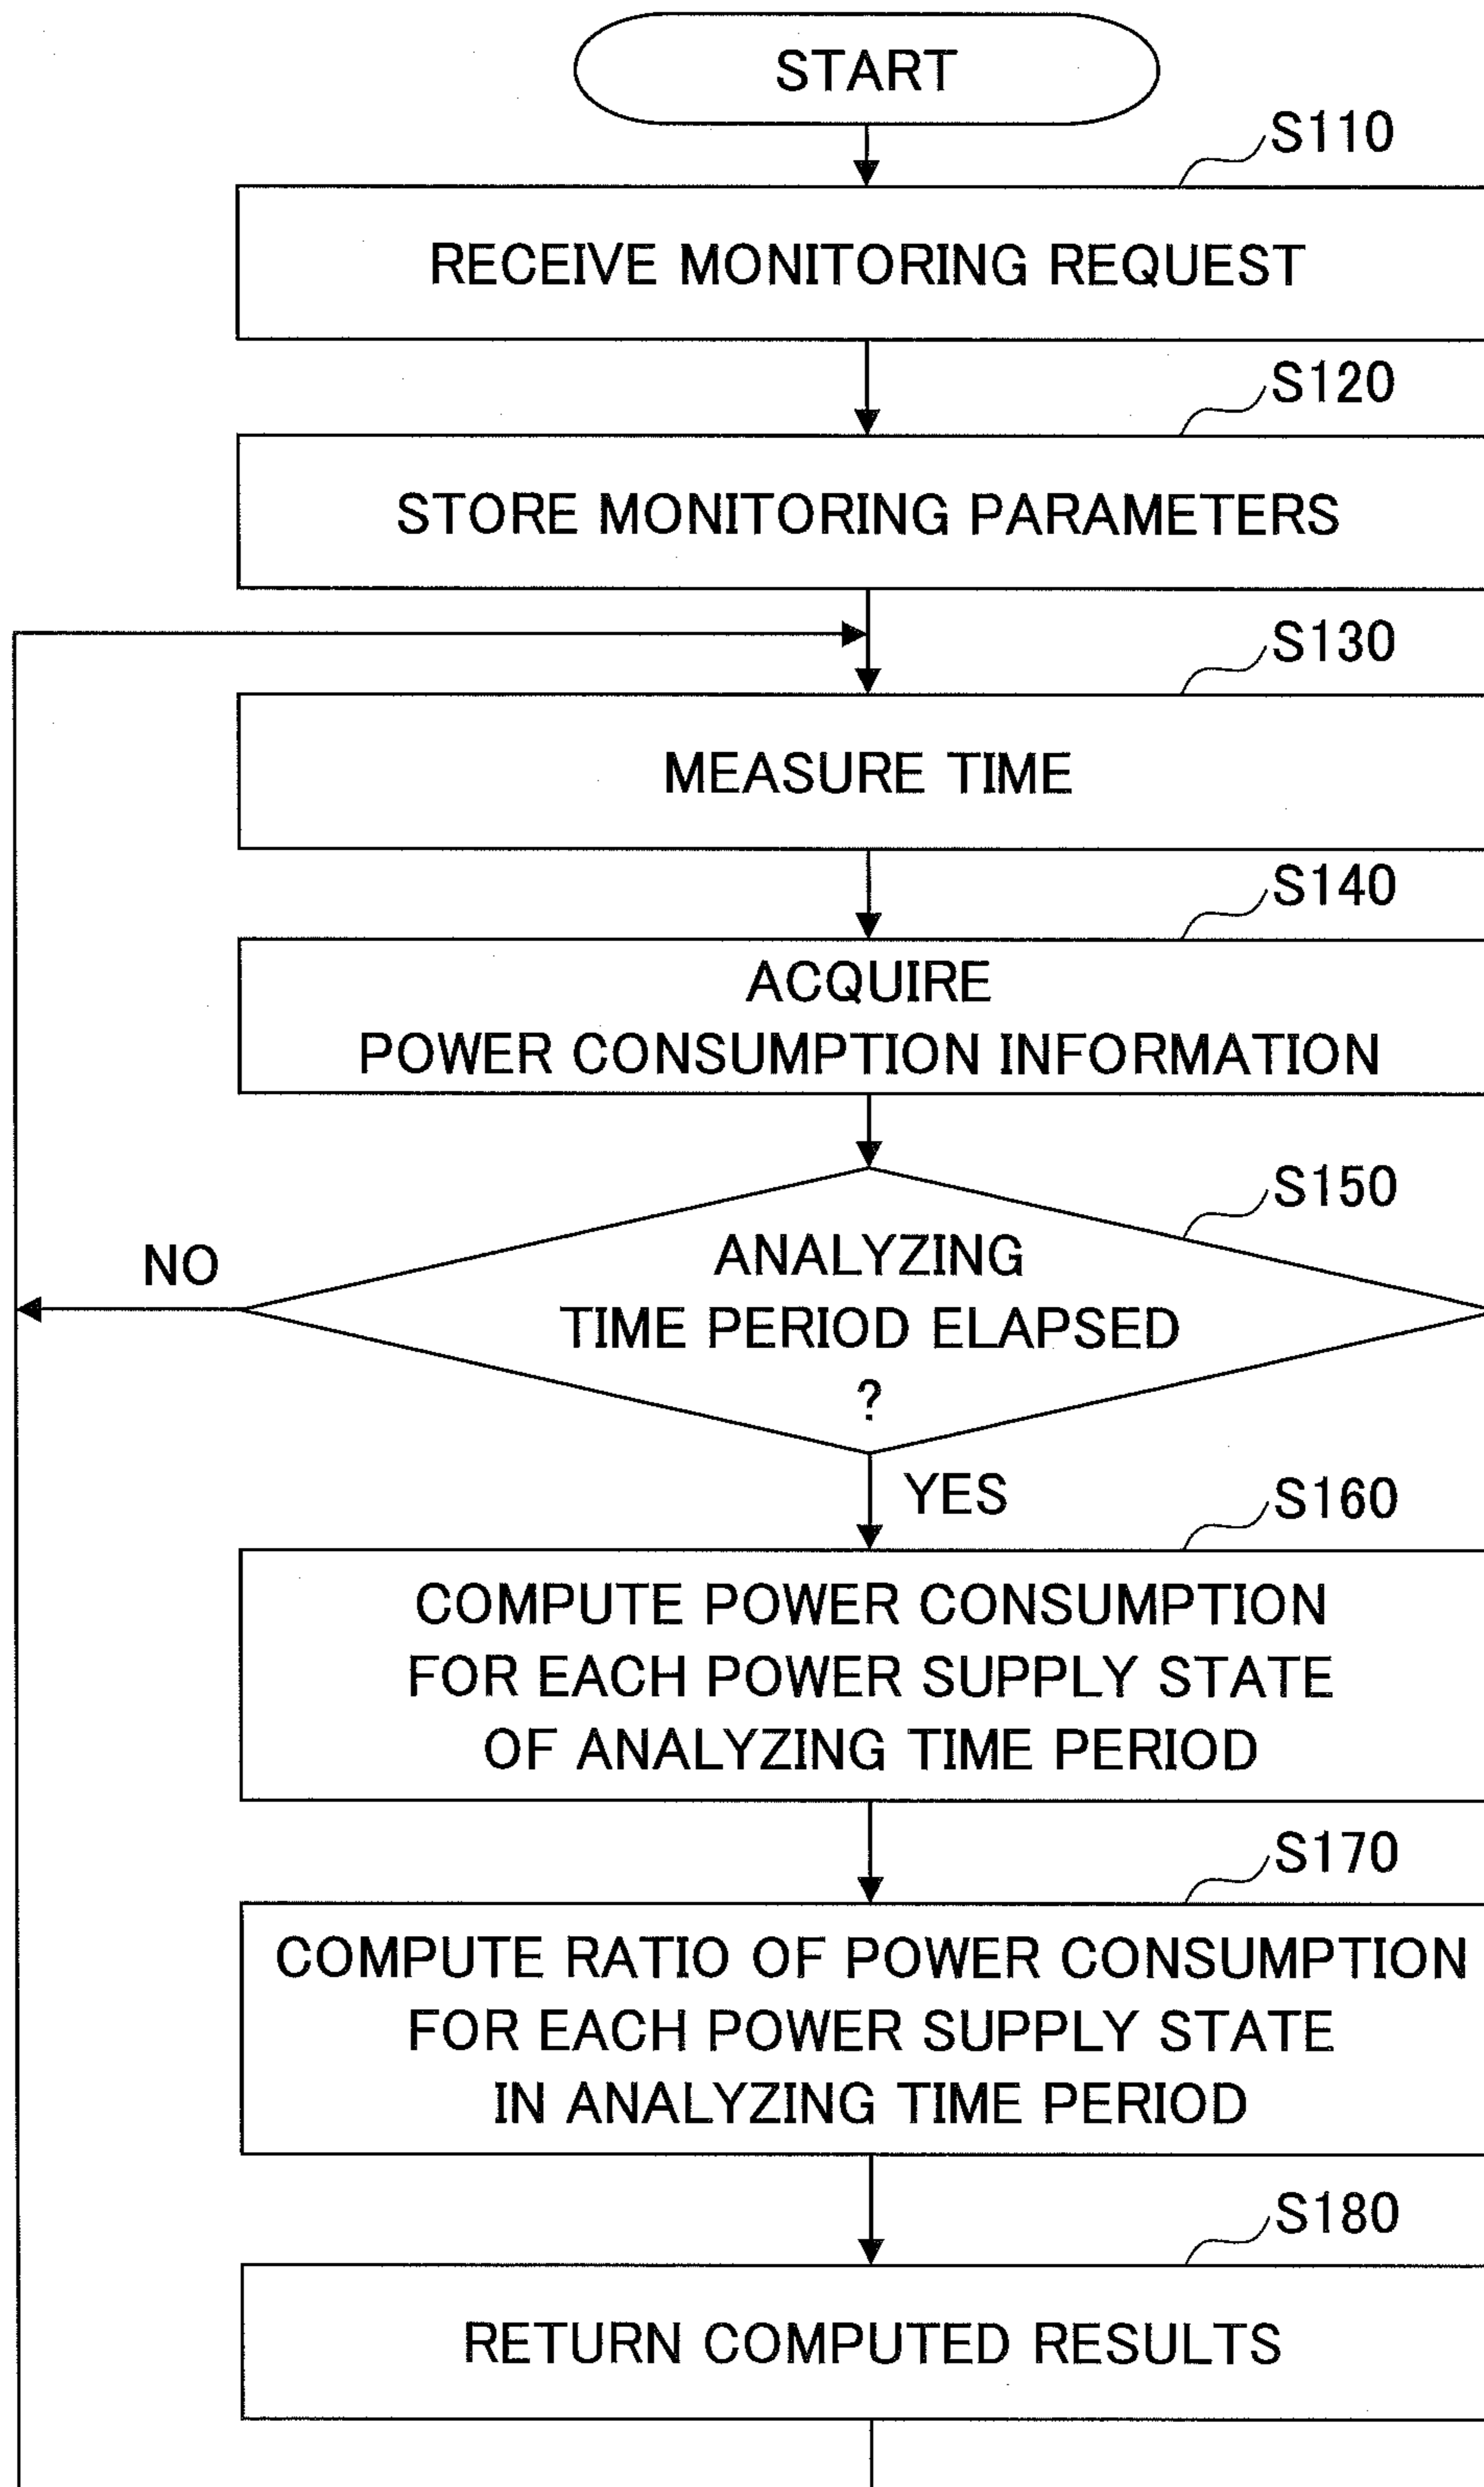 START
S110
RECEIVE MONITORING REQUEST
S120
STORE MONITORING PARAMETERS
S130
MEASURE TIME
S140
ACQUIRE
POWER CONSUMPTION INFORMATION
S150
ANALYZING
TIME PERIOD ELAPSED
?
NO
YES
S160
COMPUTE POWER CONSUMPTION
FOR EACH POWER SUPPLY STATE
OF ANALYZING TIME PERIOD
S170
COMPUTE RATIO OF POWER CONSUMPTION
FOR EACH POWER SUPPLY STATE
IN ANALYZING TIME PERIOD
S180
RETURN COMPUTED RESULTS